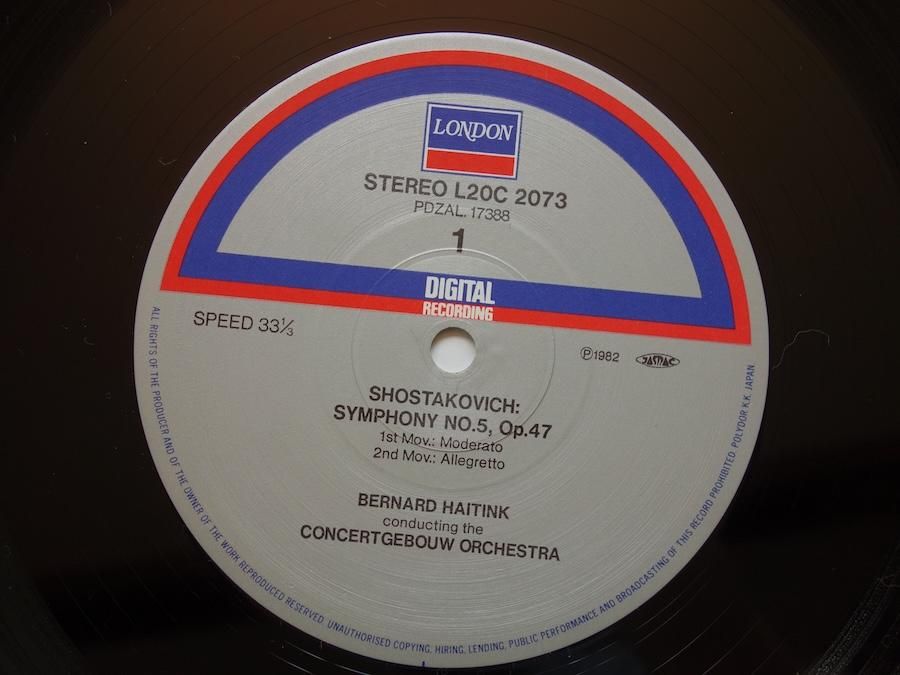 LONDON
STEREO L20C 2073
PDZAL. 17388
1
DIGITAL
RECORDING
SPEED 33⅓
Ⓟ1982 JASRAC
SHOSTAKOVICH:
SYMPHONY NO.5, Op.47
1st Mov.: Moderato
2nd Mov.: Allegretto
BERNARD HAITINK
conducting the
CONCERTGEBOUW ORCHESTRA
ALL RIGHTS OF THE PRODUCER AND OF THE OWNER OF THE WORK REPRODUCED RESERVED. UNAUTHORISED COPYING, HIRING, LENDING, PUBLIC PERFORMANCE AND BROADCASTING OF THIS RECORD PROHIBITED. POLYDOR K.K. JAPAN